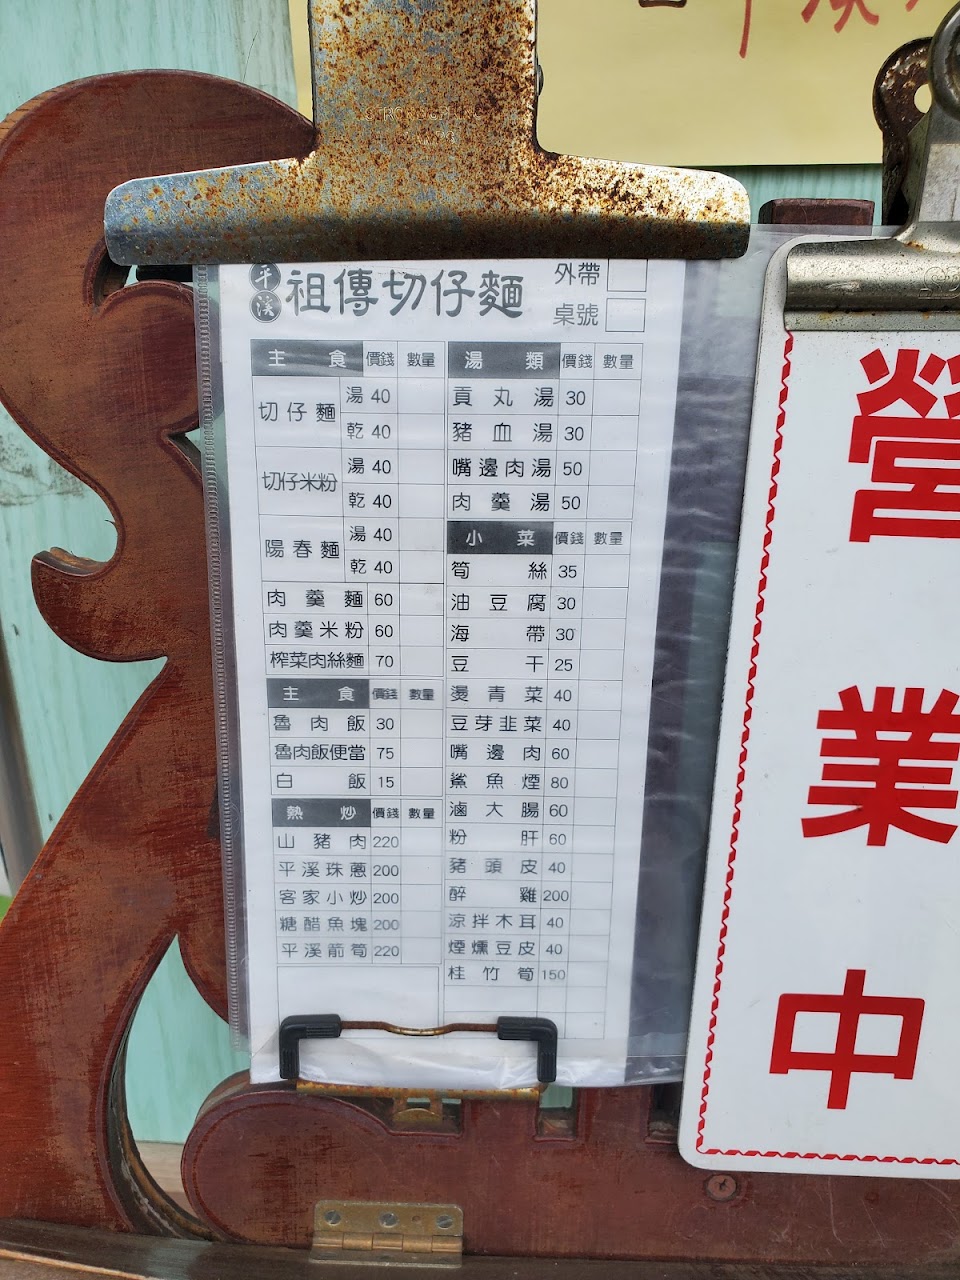 平溪 祖傳切仔麵
外帶
桌號
主食 價錢 數量
切仔麵 湯 40
乾 40
切仔米粉 湯 40
乾 40
陽春麵 湯 40
乾 40
肉羹麵 60
肉羹米粉 60
榨菜肉絲麵 70
主食 價錢 數量
魯肉飯 30
魯肉飯便當 75
白飯 15
熱炒 價錢 數量
山豬肉 220
平溪珠蔥 200
客家小炒 200
糖醋魚塊 200
平溪箭筍 220
湯類 價錢 數量
貢丸湯 30
豬血湯 30
嘴邊肉湯 50
肉羹湯 50
小菜 價錢 數量
筍絲 35
油豆腐 30
海帶 30
豆干 25
燙青菜 40
豆芽韭菜 40
嘴邊肉 60
鯊魚煙 80
滷大腸 60
粉肝 60
豬頭皮 40
醉雞 200
涼拌木耳 40
煙燻豆皮 40
桂竹筍 150
營業中